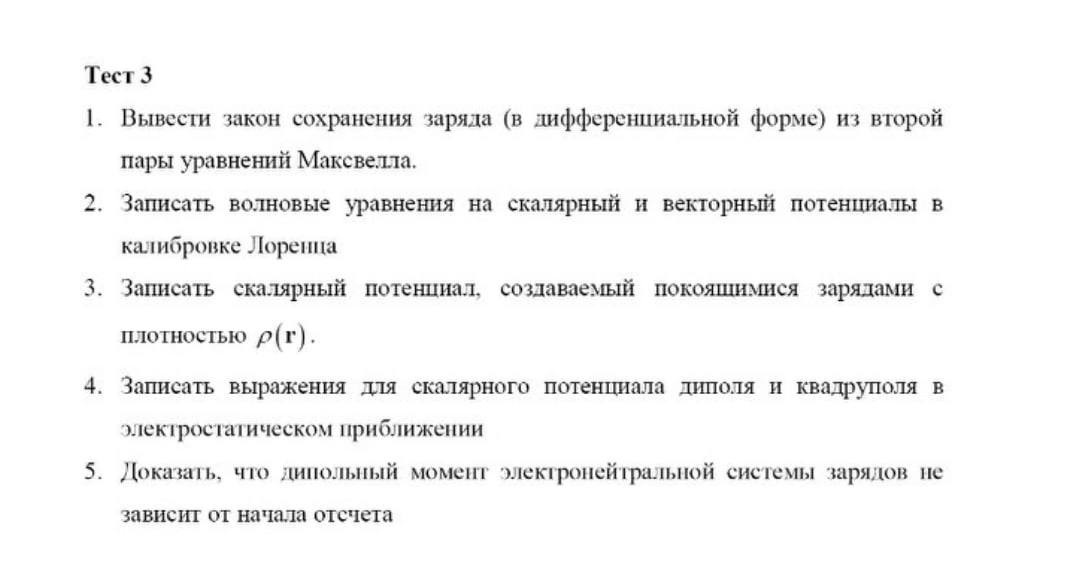 Тест 3
1. Вывести закон сохранения заряда (в дифференциальной форме) из второй
пары уравнений Максвелла.
2. Записать волновые уравнения на скалярный и векторный потенциалы в
калибровке Лоренца
3. Записать скалярный потенциал, создаваемый покоящимися зарядами с
плотностью ρ(r).
4. Записать выражения для скалярного потенциала диполя и квадруполя в
электростатическом приближении
5. Доказать, что дипольный момент электронейтральной системы зарядов не
зависит от начала отсчета